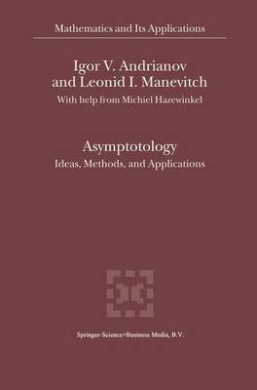 Mathematics and Its Applications
Igor V. Andrianov
and Leonid I. Manevitch
With help from Michiel Hazewinkel
Asymptotology
Ideas, Methods, and Applications
Springer-Science+Business Media, B.V.